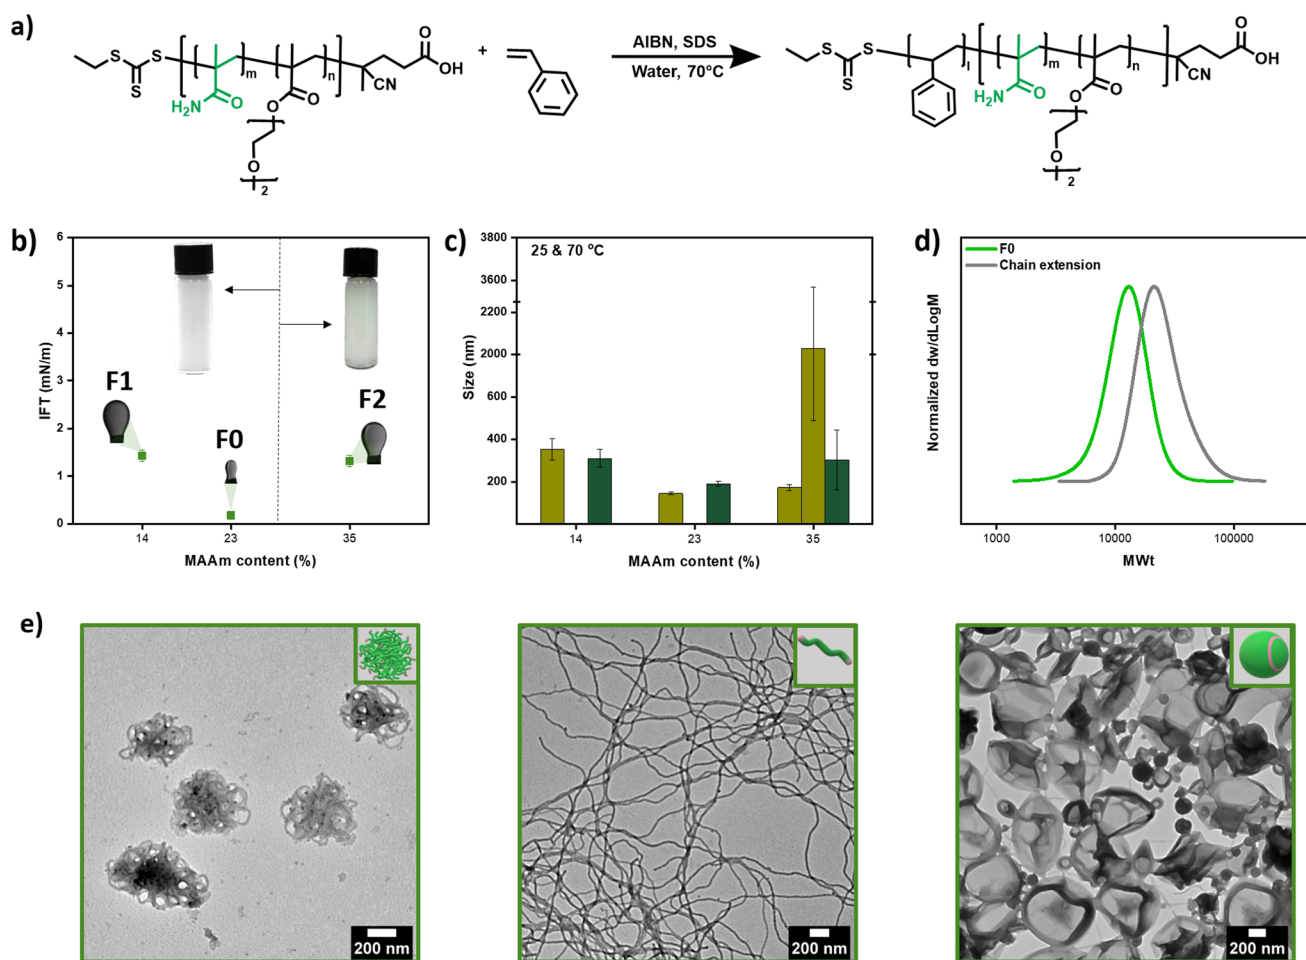 a)
S S
S
m
n
H₂N O
O O
O
2
CN
O
OH
+
AIBN, SDS
Water, 70°C
S S
S
l
m
n
H₂N O
O O
O
2
CN
O
OH
b)
IFT (mN/m)
6
5
4
3
2
1
0
F1
F0
F2
14 23 35
MAAm content (%)
c)
25 & 70 °C
Size (nm)
3800
3600
2200
2000
600
400
200
14 23 35
MAAm content (%)
d)
F0
Chain extension
Normalized dw/dLogM
1000 10000 100000
MWt
e)
200 nm
200 nm
200 nm